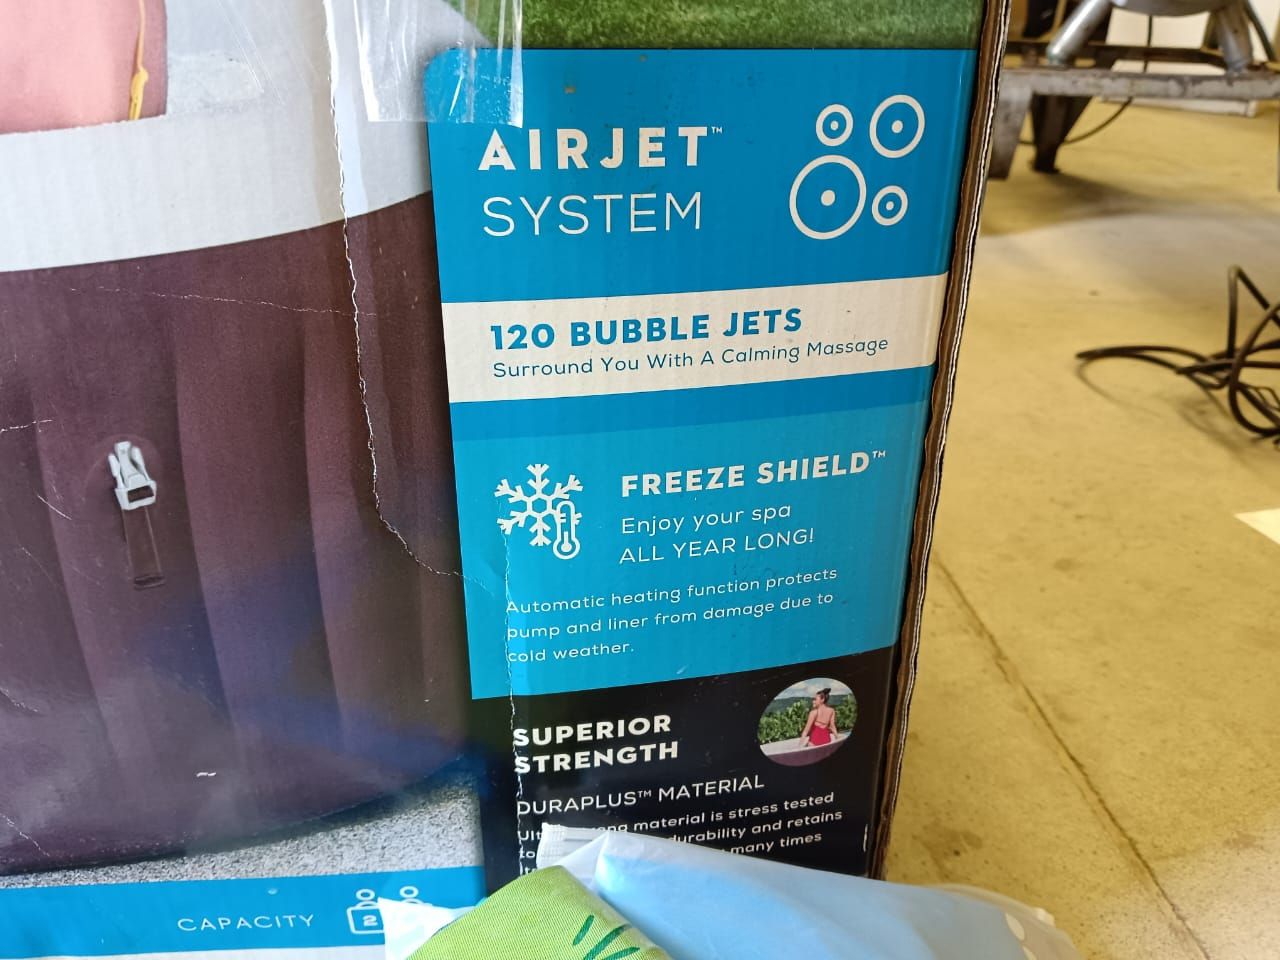 AIRJET™
SYSTEM
120 BUBBLE JETS
Surround You With A Calming Massage
FREEZE SHIELD™
Enjoy your spa
ALL YEAR LONG!
Automatic heating function protects
pump and liner from damage due to
cold weather.
SUPERIOR
STRENGTH
DURAPLUS™ MATERIAL
material is stress tested
durability and retains
many times
CAPACITY 2